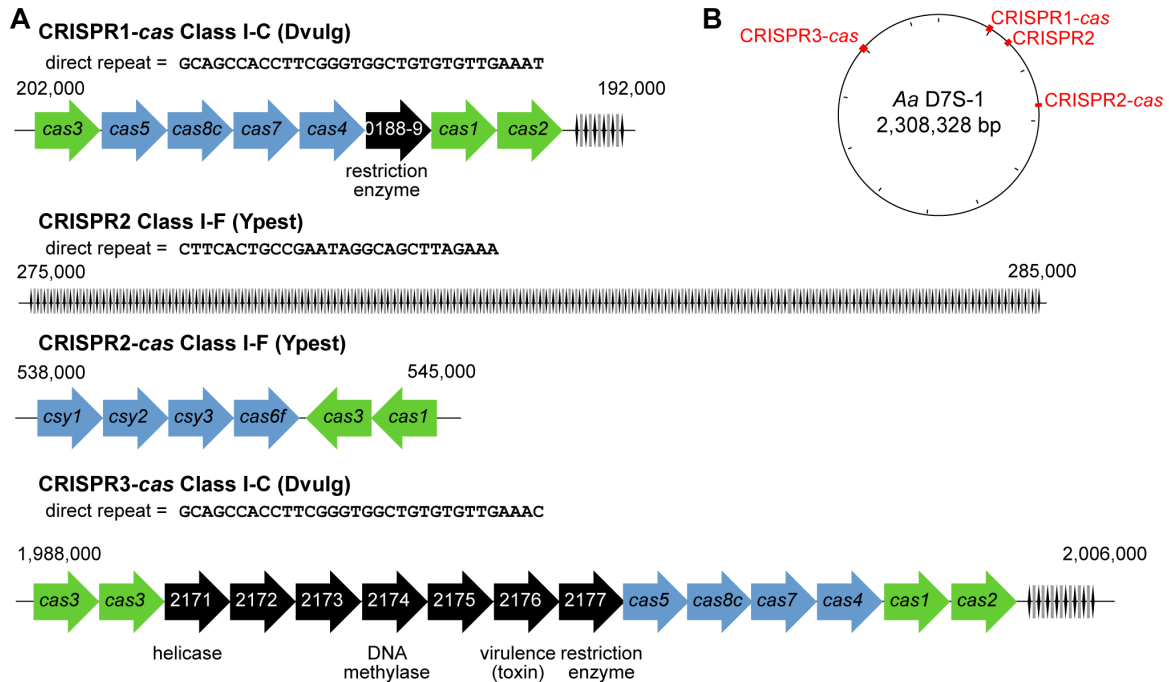 A
CRISPR1-cas Class I-C (Dvulg)
direct repeat = GCAGCCACCTTCGGGTGGCTGTGTGTTGAAAT
202,000 192,000
cas3 cas5 cas8c cas7 cas4 0188-9 cas1 cas2
restriction
enzyme
CRISPR2 Class I-F (Ypest)
direct repeat = CTTCACTGCCGAATAGGCAGCTTAGAAA
275,000 285,000
CRISPR2-cas Class I-F (Ypest)
538,000 545,000
csy1 csy2 csy3 cas6f cas3 cas1
CRISPR3-cas Class I-C (Dvulg)
direct repeat = GCAGCCACCTTCGGGTGGCTGTGTGTTGAAAC
1,988,000 2,006,000
cas3 cas3 2171 2172 2173 2174 2175 2176 2177 cas5 cas8c cas7 cas4 cas1 cas2
helicase DNA virulence restriction
methylase (toxin) enzyme
B
CRISPR1-cas
CRISPR3-cas CRISPR2
CRISPR2-cas
Aa D7S-1
2,308,328 bp